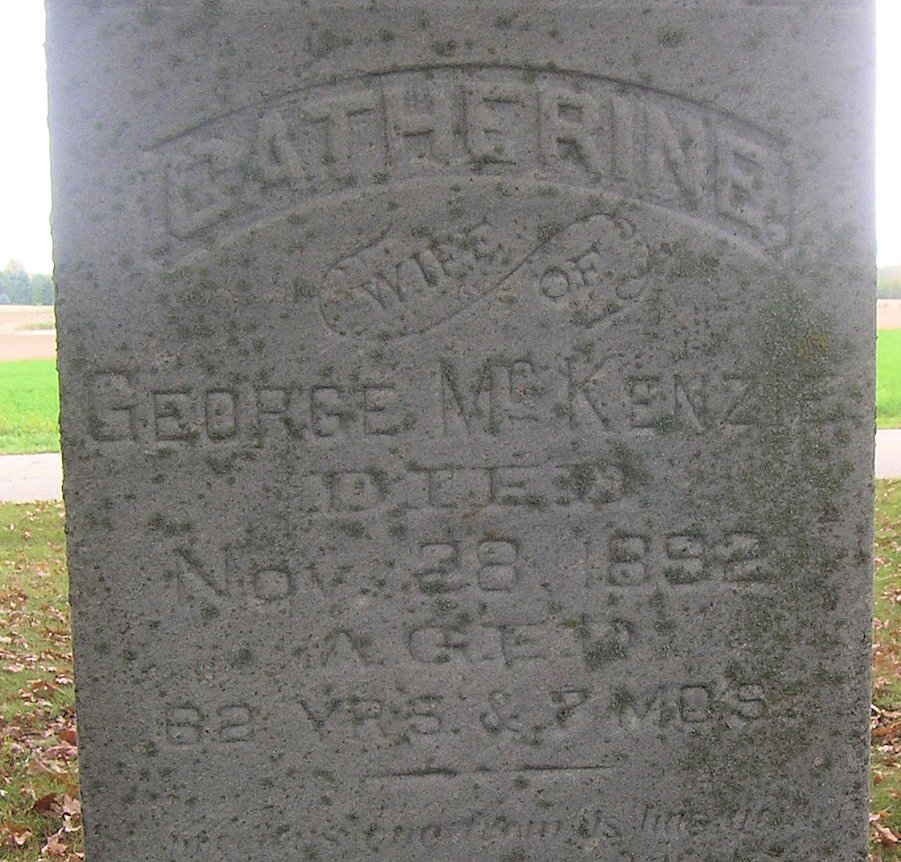 CATHERINE.
WIFE OF
GEORGE McKENZIE
DIED
NOV. 28, 1892
AGED
62 YRS. & 7 MOS.